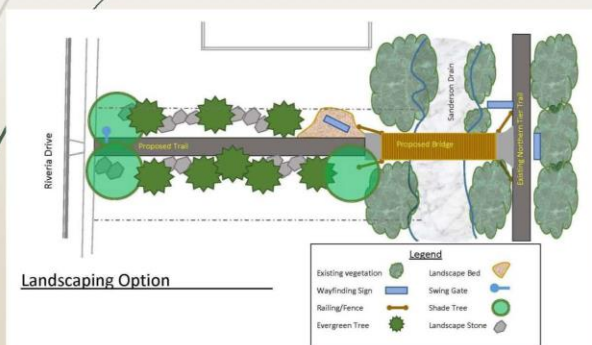 Riveria Drive
Proposed Trail
Proposed Bridge
Sanderson Drain
Existing Northern Tier Trail
Landscaping Option
Legend
Existing vegetation
Landscape Bed
Wayfinding Sign
Swing Gate
Railing/Fence
Shade Tree
Evergreen Tree
Landscape Stone